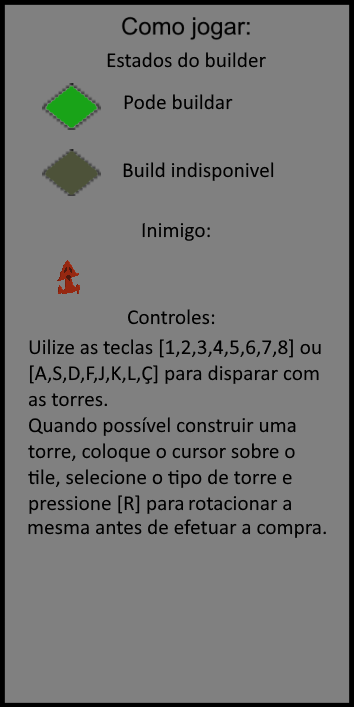 Como jogar:
Estados do builder
Pode buildar
Build indisponivel
Inimigo:
Controles:
Uilize as teclas [1,2,3,4,5,6,7,8] ou
[A,S,D,F,J,K,L,Ç] para disparar com
as torres.
Quando possível construir uma
torre, coloque o cursor sobre o
tile, selecione o tipo de torre e
pressione [R] para rotacionar a
mesma antes de efetuar a compra.